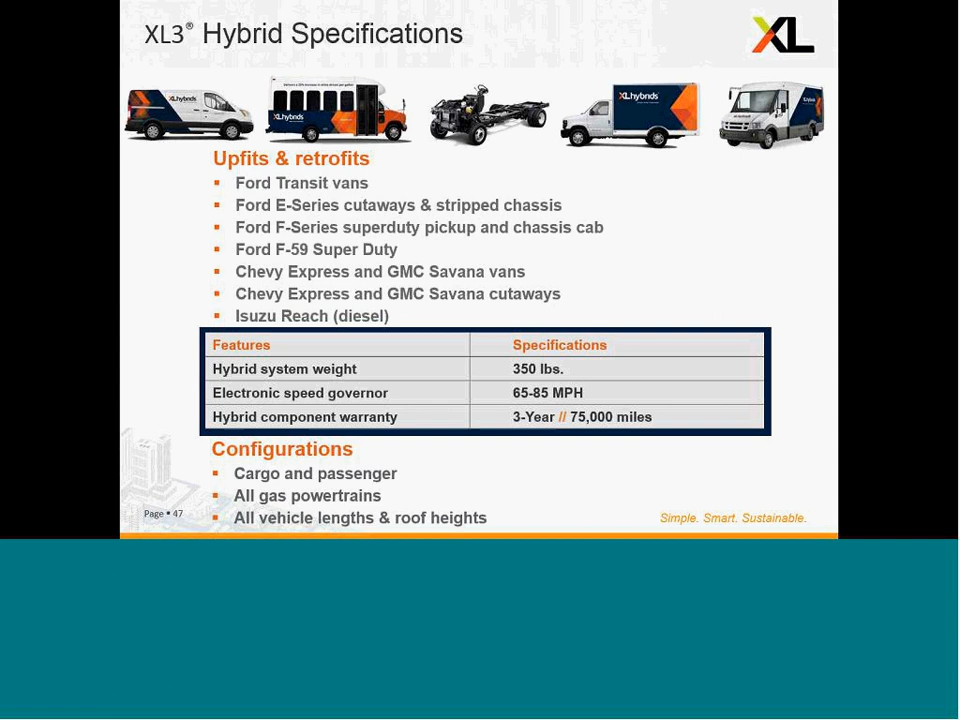 XL3® Hybrid Specifications
XL
XLhybrids
XLhybrids
XLhybrids
Upfits & retrofits
▪ Ford Transit vans
▪ Ford E-Series cutaways & stripped chassis
▪ Ford F-Series superduty pickup and chassis cab
▪ Ford F-59 Super Duty
▪ Chevy Express and GMC Savana vans
▪ Chevy Express and GMC Savana cutaways
▪ Isuzu Reach (diesel)
Features Specifications
Hybrid system weight 350 lbs.
Electronic speed governor 65-85 MPH
Hybrid component warranty 3-Year // 75,000 miles
Configurations
▪ Cargo and passenger
▪ All gas powertrains
▪ All vehicle lengths & roof heights
Page ▪ 47
Simple. Smart. Sustainable.